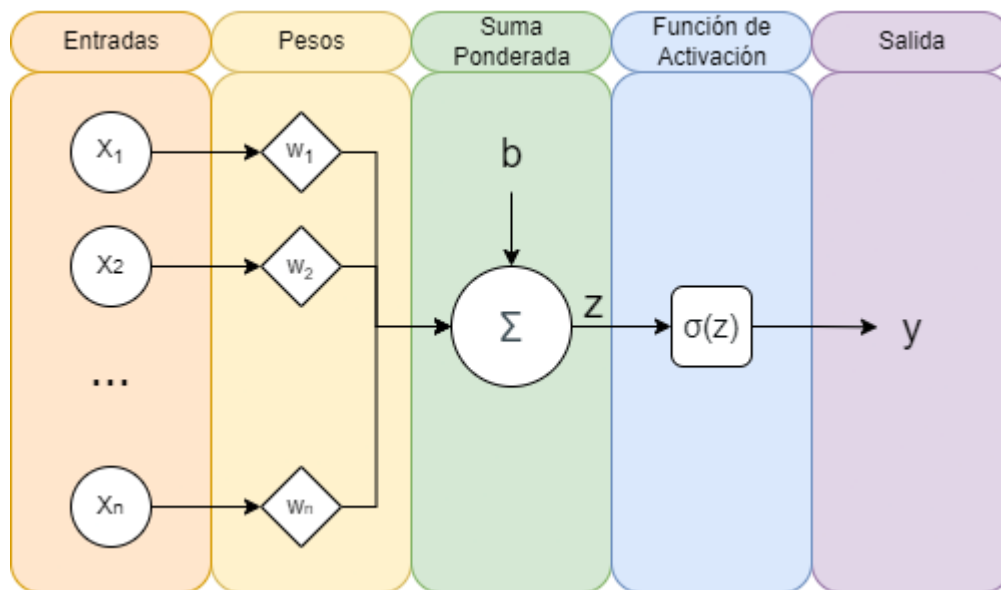 Entradas
Pesos
Suma
Ponderada
Función de
Activación
Salida
X₁
w₁
b
X₂
w₂
Σ
z
σ(z)
y
...
Xₙ
wₙ